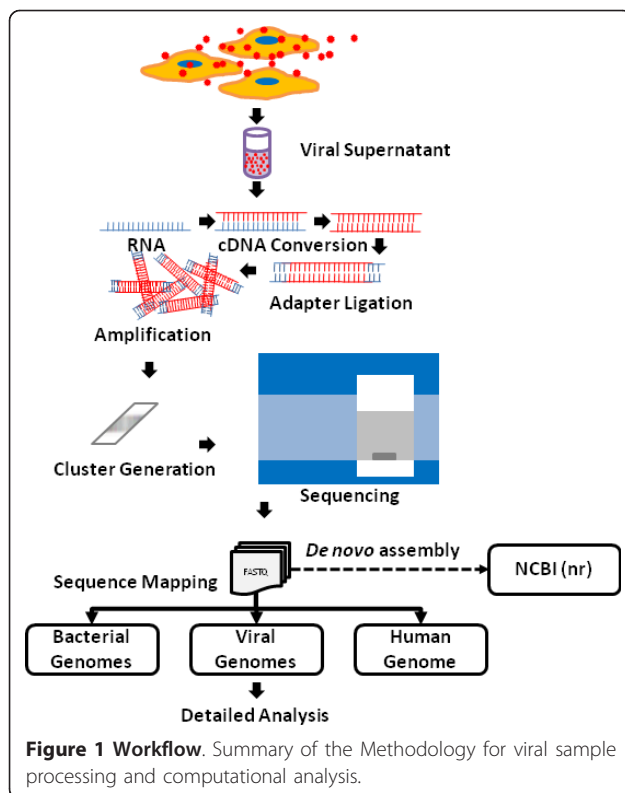 Viral Supernatant
RNA
cDNA Conversion
Adapter Ligation
Amplification
Cluster Generation
Sequencing
De novo assembly
Sequence Mapping
FASTQ
NCBI (nr)
Bacterial
Genomes
Viral
Genomes
Human
Genome
Detailed Analysis
Figure 1 Workflow. Summary of the Methodology for viral sample
processing and computational analysis.